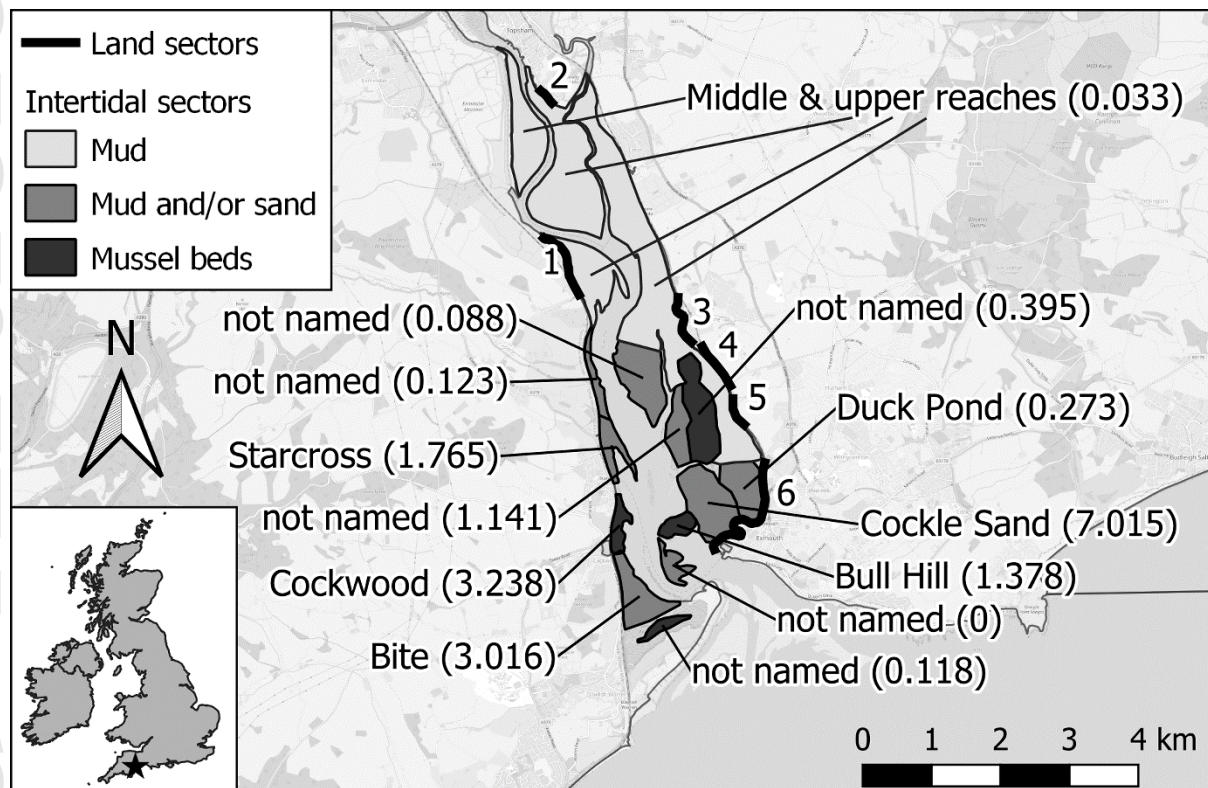 Land sectors
Intertidal sectors
Mud
Mud and/or sand
Mussel beds
Topsham
2
Middle & upper reaches (0.033)
1
not named (0.088)
3
not named (0.395)
N
4
not named (0.123)
5
Duck Pond (0.273)
Starcross (1.765)
6
not named (1.141)
Cockle Sand (7.015)
Exmouth
Cockwood (3.238)
Bull Hill (1.378)
not named (0)
Bite (3.016)
not named (0.118)
0 1 2 3 4 km